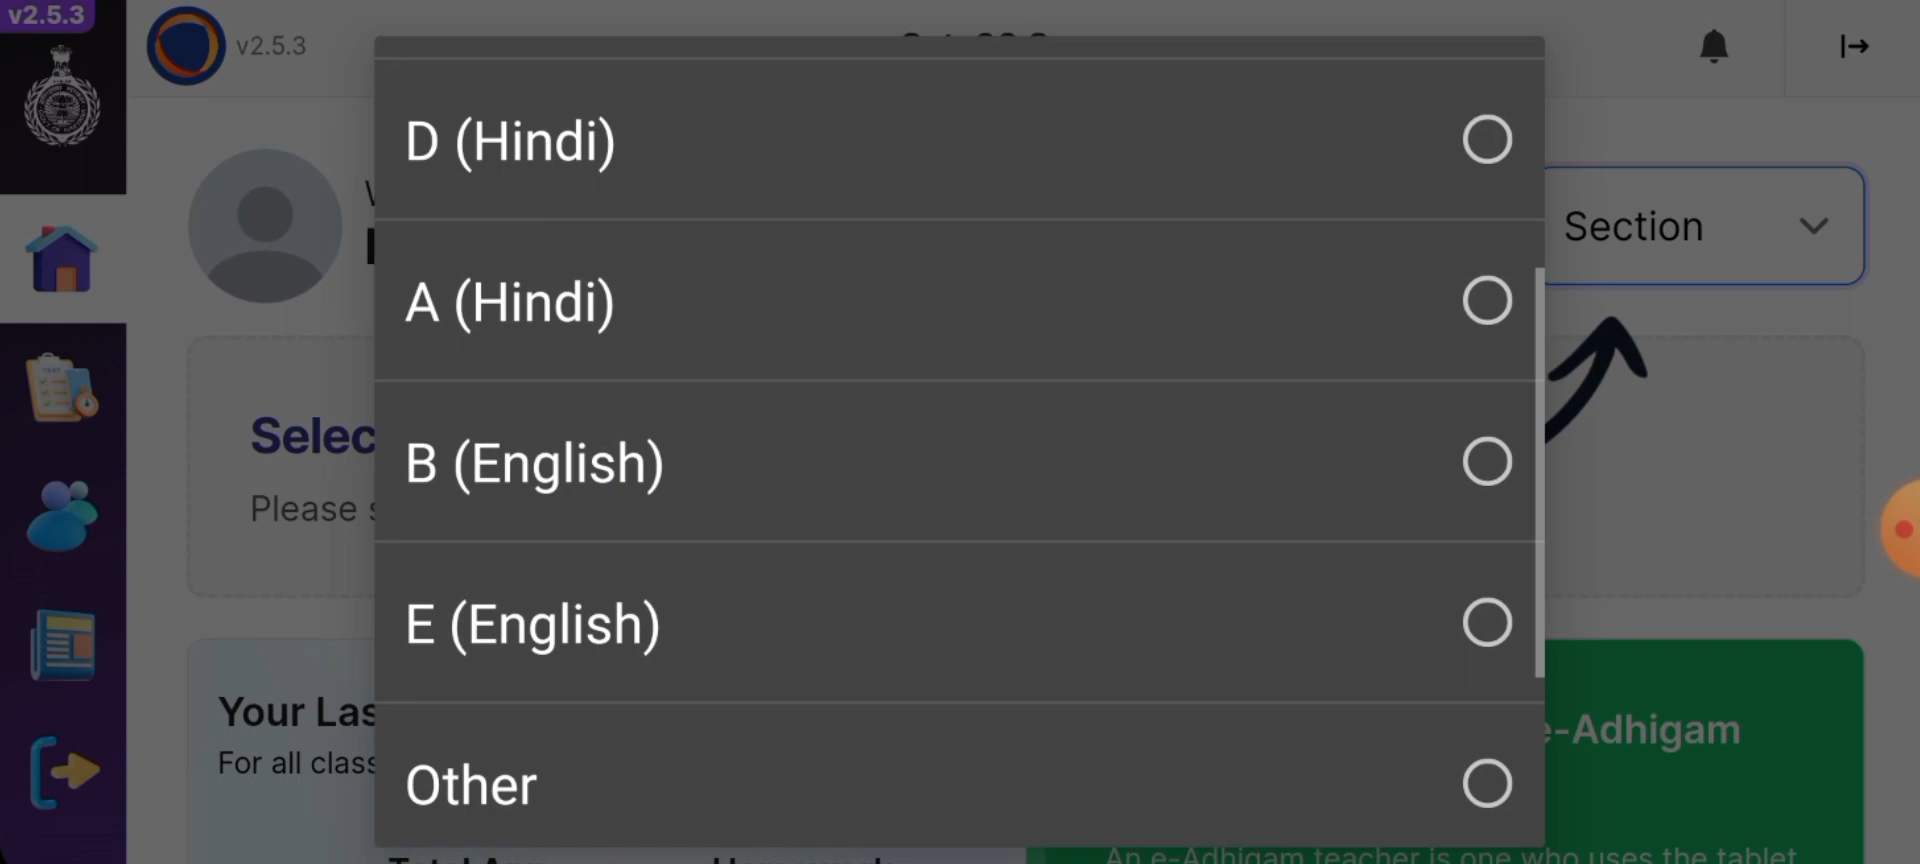 v2.5.3
v2.5.3
D (Hindi)
A (Hindi)
B (English)
E (English)
Other
Section
Selec
Please
Your Las
For all class
e-Adhigam
An e-Adhigam teacher is one who uses the tablet